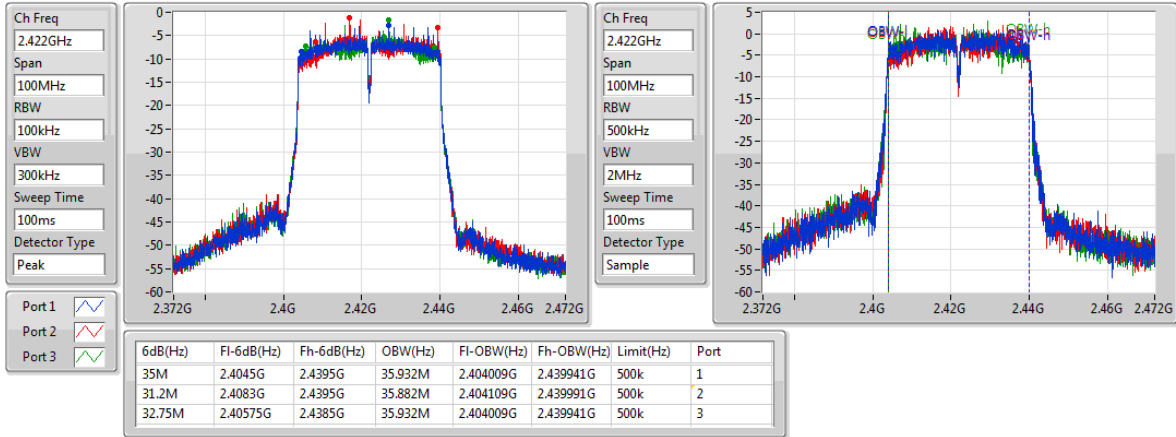 Ch Freq
2.422GHz
Span
100MHz
RBW
100kHz
VBW
300kHz
Sweep Time
100ms
Detector Type
Peak
Port 1
Port 2
Port 3
0
-5
-10
-15
-20
-25
-30
-35
-40
-45
-50
-55
-60
2.372G 2.4G 2.42G 2.44G 2.472G
Ch Freq
2.422GHz
Span
100MHz
RBW
500kHz
VBW
2MHz
Sweep Time
100ms
Detector Type
Sample
5
0
-5
-10
-15
-20
-25
-30
-35
-40
-45
-50
-55
-60
OBW-l OBW-h
2.372G 2.4G 2.42G 2.44G 2.46G 2.472G
6dB(Hz) Fl-6dB(Hz) Fh-6dB(Hz) OBW(Hz) Fl-OBW(Hz) Fh-OBW(Hz) Limit(Hz) Port
35M 2.4045G 2.4395G 35.932M 2.404009G 2.439941G 500k 1
31.2M 2.4083G 2.4395G 35.882M 2.404109G 2.439991G 500k 2
32.75M 2.40575G 2.4385G 35.932M 2.404009G 2.439941G 500k 3